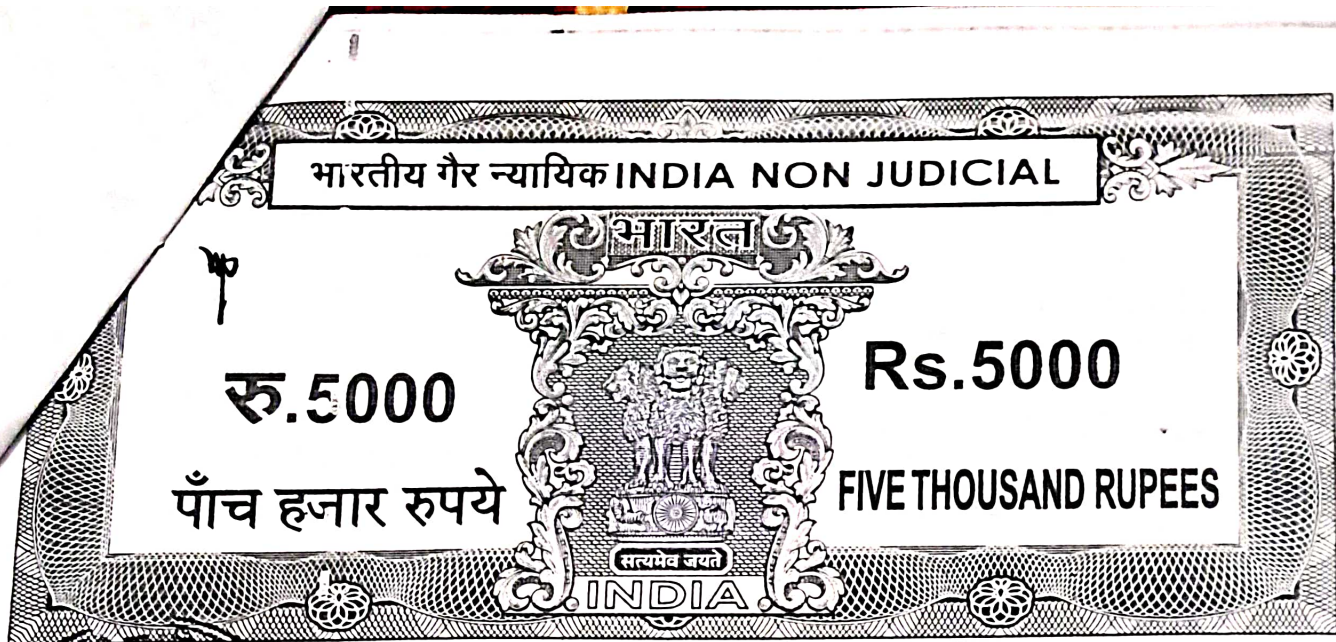 भारतीय गैर न्यायिक INDIA NON JUDICIAL
भारत
रु.5000
Rs.5000
पाँच हजार रुपये
FIVE THOUSAND RUPEES
सत्यमेव जयते
INDIA